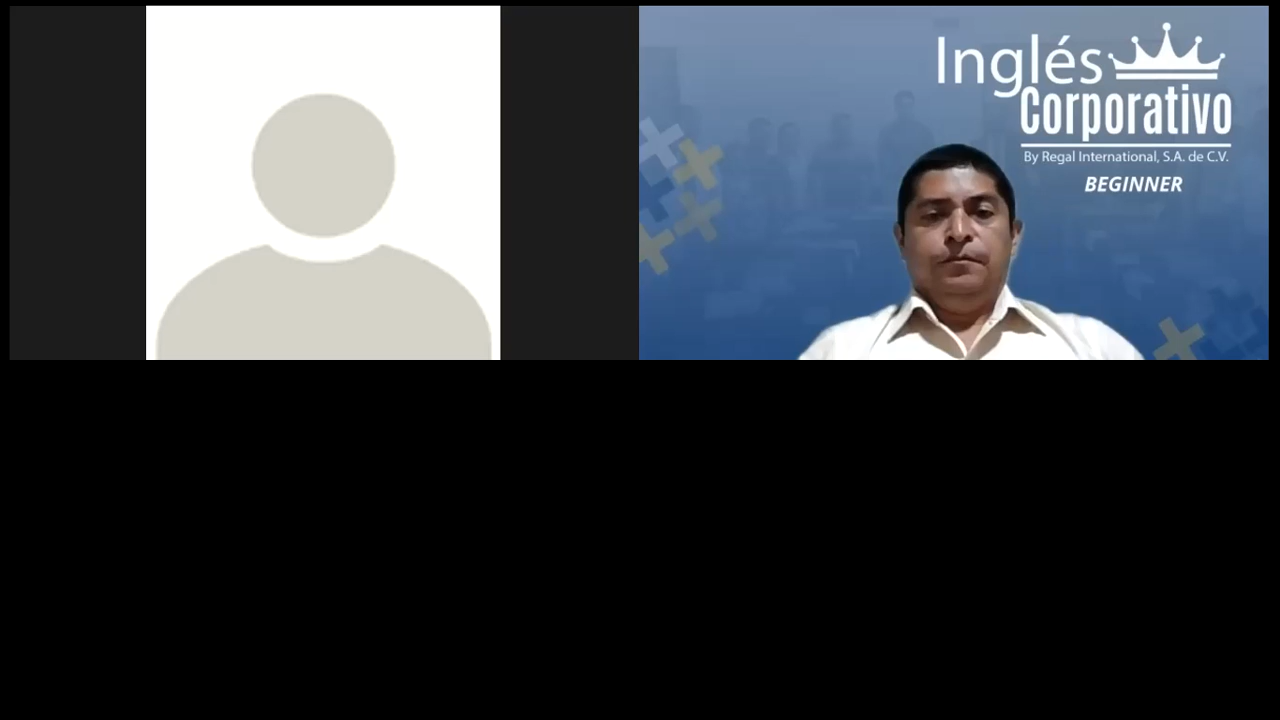 Inglés
Corporativo
By Regal International, S.A. de C.V.
BEGINNER